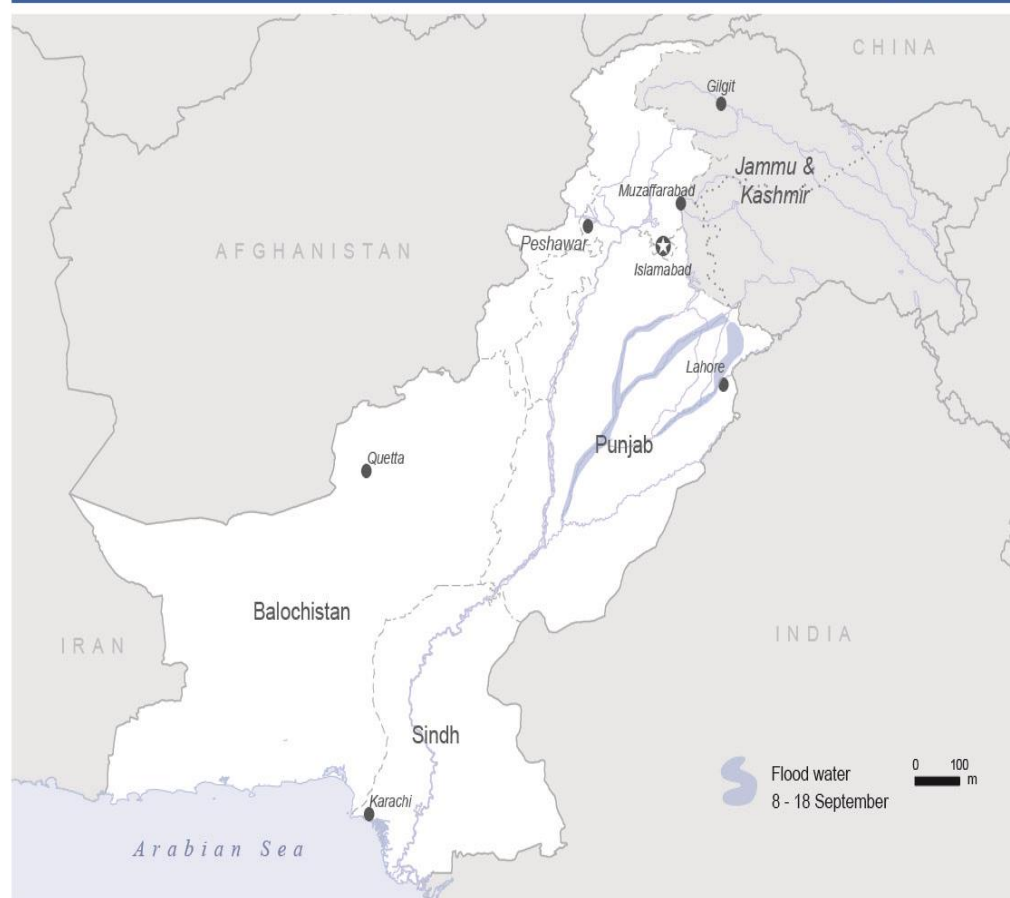 CHINA
Gilgit
Jammu &
Kashmir
Muzaffarabad
Peshawar
AFGHANISTAN
Islamabad
Lahore
Punjab
Quetta
Balochistan
INDIA
IRAN
Sindh
Flood water
8 - 18 September
0 100
m
Karachi
Arabian Sea